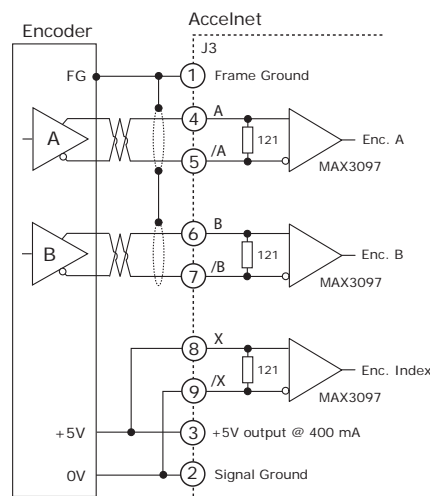 Accelnet
Encoder
J3
FG
1
Frame Ground
A
4
A
121
Enc. A
5
/A
MAX3097
B
6
B
121
Enc. B
7
/B
MAX3097
8
X
121
Enc. Index
9
/X
MAX3097
+5V
3
+5V output @ 400 mA
0V
2
Signal Ground